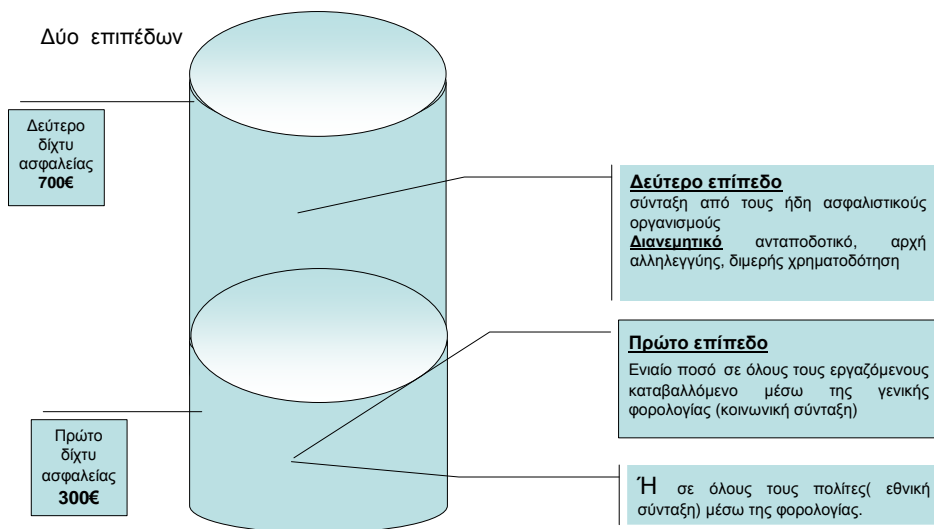 Δύο επιπέδων
Δεύτερο
δίχτυ
ασφαλείας
700€
Δεύτερο επίπεδο
σύνταξη από τους ήδη ασφαλιστικούς
οργανισμούς
Διανεμητικό ανταποδοτικό, αρχή
αλληλεγγύης, διμερής χρηματοδότηση
Πρώτο επίπεδο
Ενιαίο ποσό σε όλους τους εργαζόμενους
καταβαλλόμενο μέσω της γενικής
φορολογίας (κοινωνική σύνταξη)
Πρώτο
δίχτυ
ασφαλείας
300€
Ή σε όλους τους πολίτες( εθνική
σύνταξη) μέσω της φορολογίας.